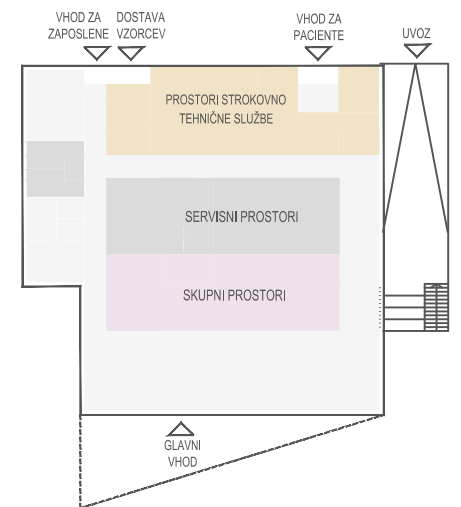 VHOD ZA
ZAPOSLENE
DOSTAVA
VZORCEV
VHOD ZA
PACIENTE
UVOZ
PROSTORI STROKOVNO
TEHNIČNE SLUŽBE
SERVISNI PROSTORI
SKUPNI PROSTORI
GLAVNI
VHOD